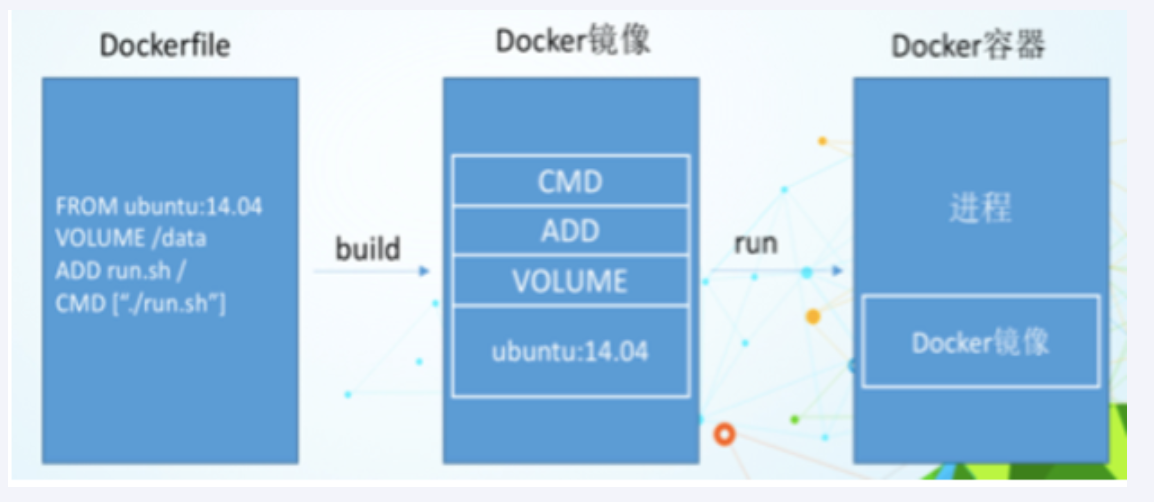 Dockerfile
FROM ubuntu:14.04
VOLUME /data
ADD run.sh /
CMD ["./run.sh"]
build
Docker镜像
CMD
ADD
VOLUME
ubuntu:14.04
run
Docker容器
进程
Docker镜像